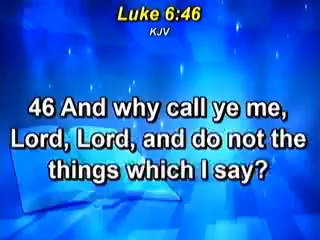 Luke 6:46
KJV
46 And why call ye me,
Lord, Lord, and do not the
things which I say?